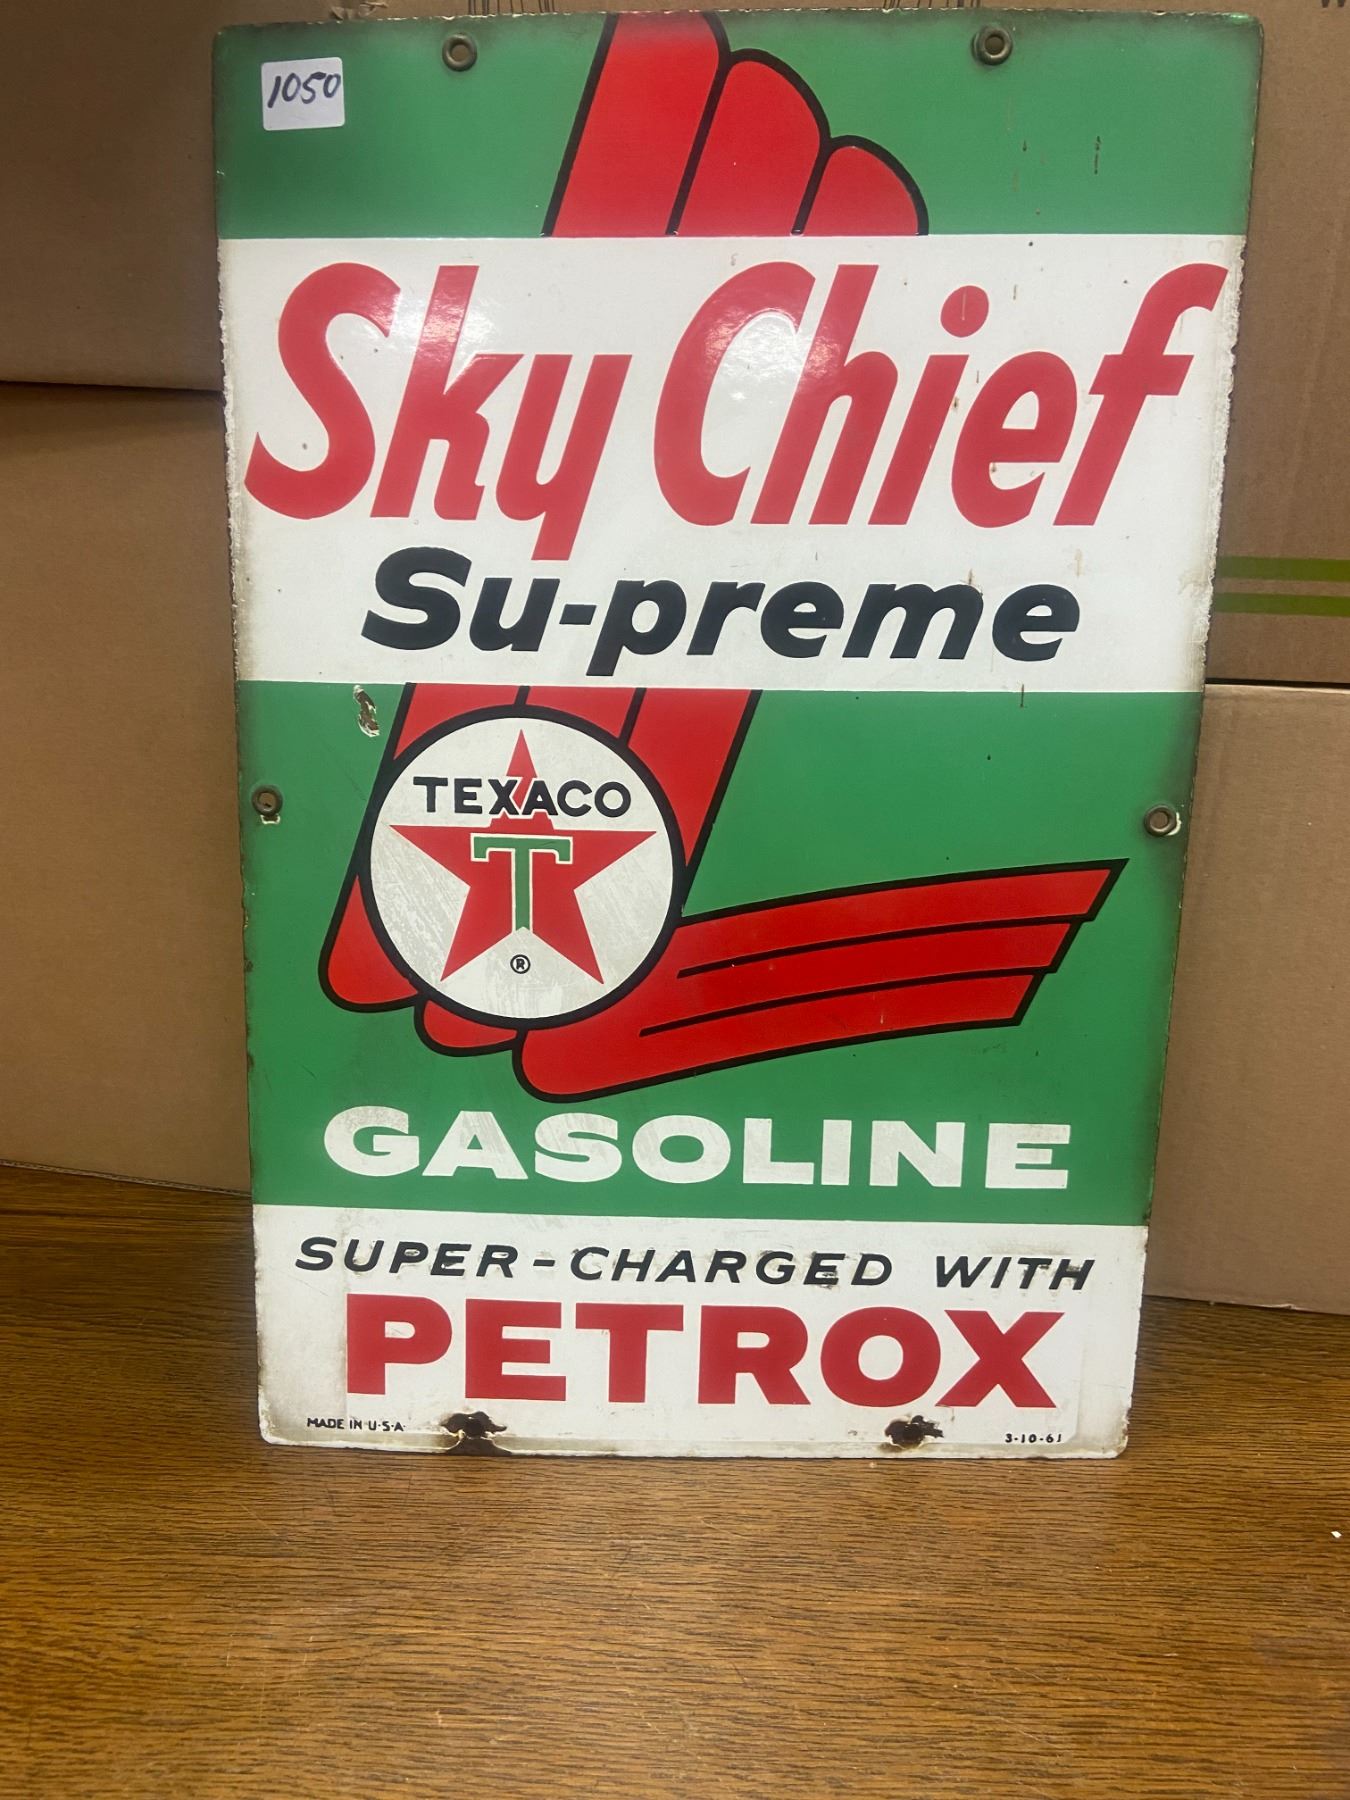 1050
Sky Chief
Su-preme
TEXACO
T
®
GASOLINE
SUPER-CHARGED WITH
PETROX
MADE IN U·S·A·
3-10-61